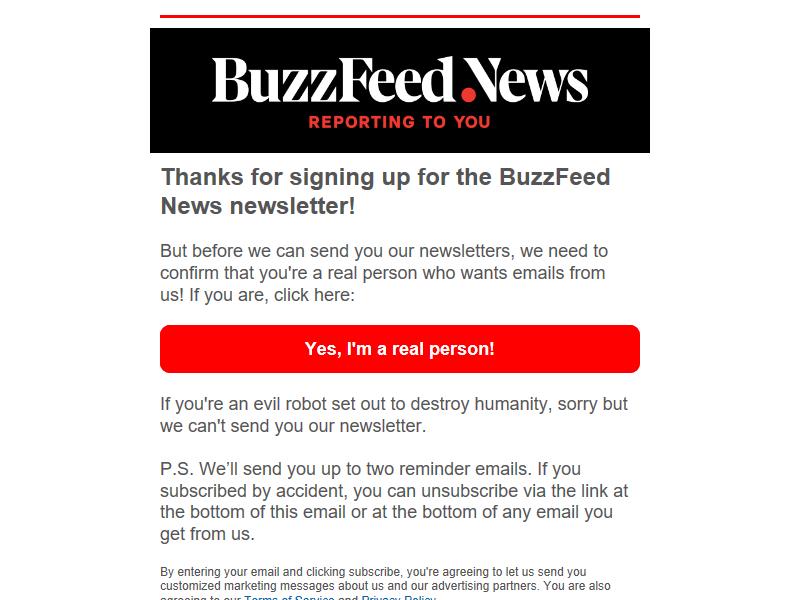 BuzzFeed News
REPORTING TO YOU
Thanks for signing up for the BuzzFeed
News newsletter!
But before we can send you our newsletters, we need to
confirm that you're a real person who wants emails from
us! If you are, click here:
Yes, I'm a real person!
If you're an evil robot set out to destroy humanity, sorry but
we can't send you our newsletter.
P.S. We’ll send you up to two reminder emails. If you
subscribed by accident, you can unsubscribe via the link at
the bottom of this email or at the bottom of any email you
get from us.
By entering your email and clicking subscribe, you're agreeing to let us send you
customized marketing messages about us and our advertising partners. You are also
agreeing to our Terms of Service and Privacy Policy.